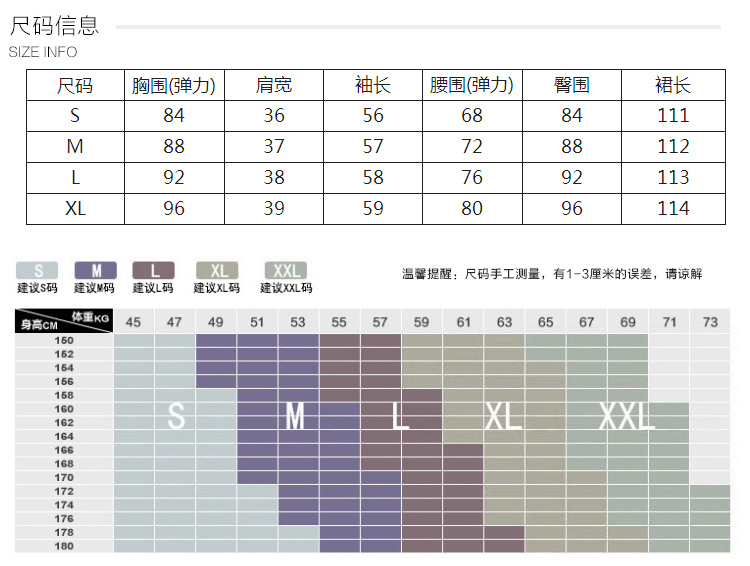 尺码信息
SIZE INFO
尺码 胸围(弹力) 肩宽 袖长 腰围(弹力) 臀围 裙长
S 84 36 56 68 84 111
M 88 37 57 72 88 112
L 92 38 58 76 92 113
XL 96 39 59 80 96 114
S M L XL XXL
建议S码 建议M码 建议L码 建议XL码 建议XXL码
温馨提醒：尺码手工测量，有1-3厘米的误差，请谅解
体重KG
身高CM 45 47 49 51 53 55 57 59 61 63 65 67 69 71 73
150
152
154
156
158
160
162
164
166
168
170
172
174
176
178
180
S M L XL XXL